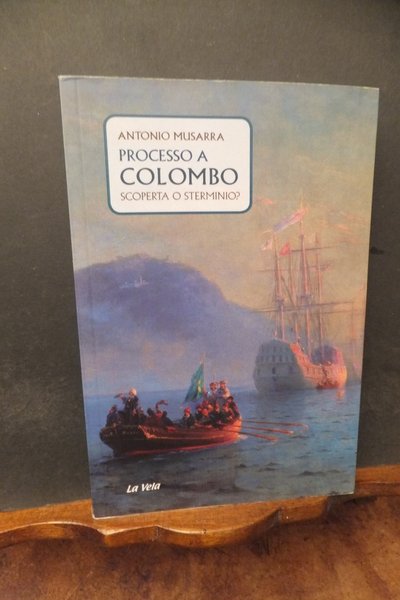 ANTONIO MUSARRA
PROCESSO A
COLOMBO
SCOPERTA O STERMINIO?
La Vela